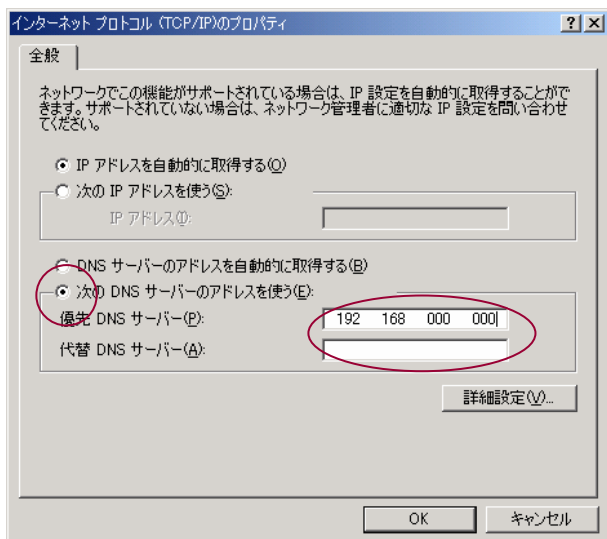 インターネット プロトコル (TCP/IP)のプロパティ
全般
ネットワークでこの機能がサポートされている場合は、IP 設定を自動的に取得することがで
きます。サポートされていない場合は、ネットワーク管理者に適切な IP 設定を問い合わせ
てください。
IP アドレスを自動的に取得する(O)
次の IP アドレスを使う(S):
IP アドレス(I):
DNS サーバーのアドレスを自動的に取得する(B)
次の DNS サーバーのアドレスを使う(E):
優先 DNS サーバー(P): 192 168 000 000
代替 DNS サーバー(A):
詳細設定(V)...
OK キャンセル